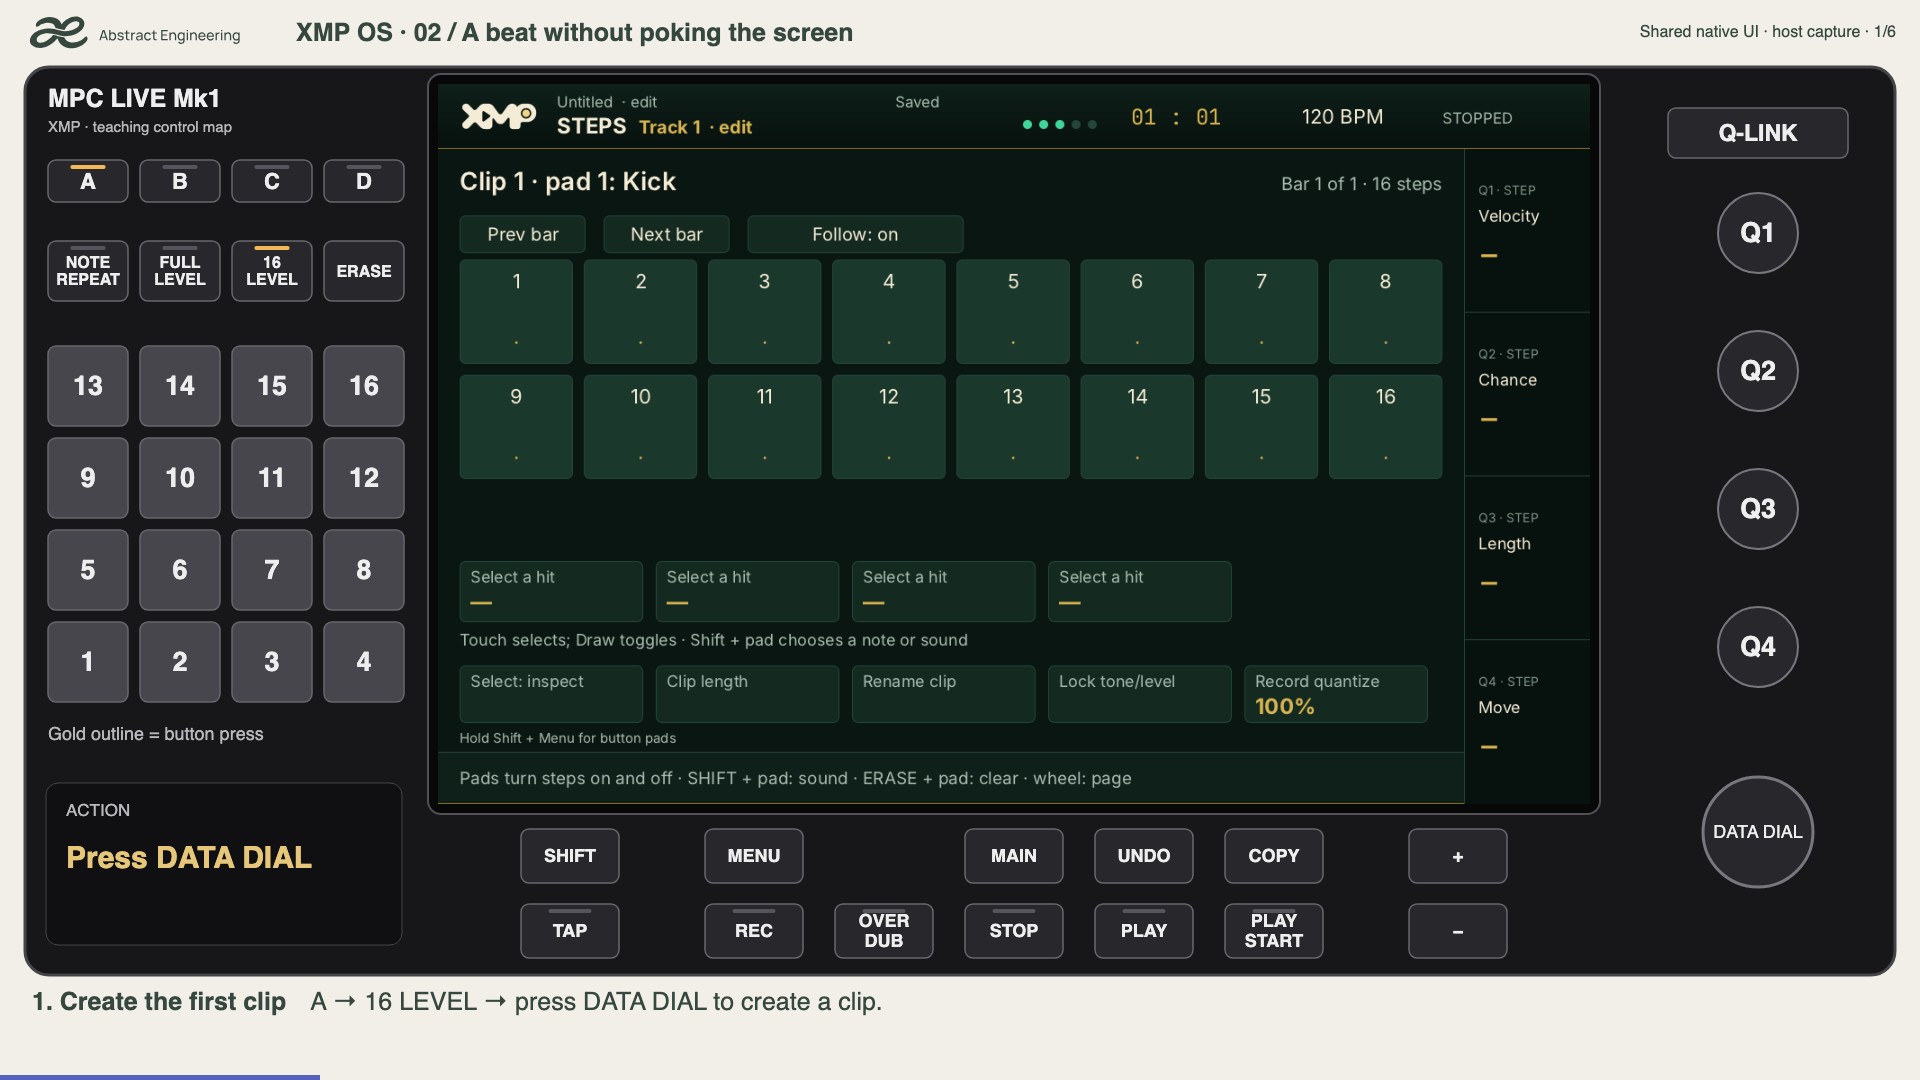 Abstract Engineering
XMP OS · 02 / A beat without poking the screen
Shared native UI · host capture · 1/6
MPC LIVE Mk1
XMP · teaching control map
A
B
C
D
NOTE REPEAT
FULL LEVEL
16 LEVEL
ERASE
13
14
15
16
9
10
11
12
5
6
7
8
1
2
3
4
Gold outline = button press
ACTION
Press DATA DIAL
XMP
Untitled · edit
STEPS Track 1 · edit
Saved
01 : 01
120 BPM
STOPPED
Clip 1 · pad 1: Kick
Bar 1 of 1 · 16 steps
Prev bar
Next bar
Follow: on
1
2
3
4
5
6
7
8
9
10
11
12
13
14
15
16
Select a hit
—
Select a hit
—
Select a hit
—
Select a hit
—
Touch selects; Draw toggles · Shift + pad chooses a note or sound
Select: inspect
Clip length
Rename clip
Lock tone/level
Record quantize
100%
Hold Shift + Menu for button pads
Pads turn steps on and off · SHIFT + pad: sound · ERASE + pad: clear · wheel: page
Q1 · STEP
Velocity
—
Q2 · STEP
Chance
—
Q3 · STEP
Length
—
Q4 · STEP
Move
—
Q-LINK
Q1
Q2
Q3
Q4
DATA DIAL
SHIFT
MENU
MAIN
UNDO
COPY
+
TAP
REC
OVER DUB
STOP
PLAY
PLAY START
−
1. Create the first clip A → 16 LEVEL → press DATA DIAL to create a clip.